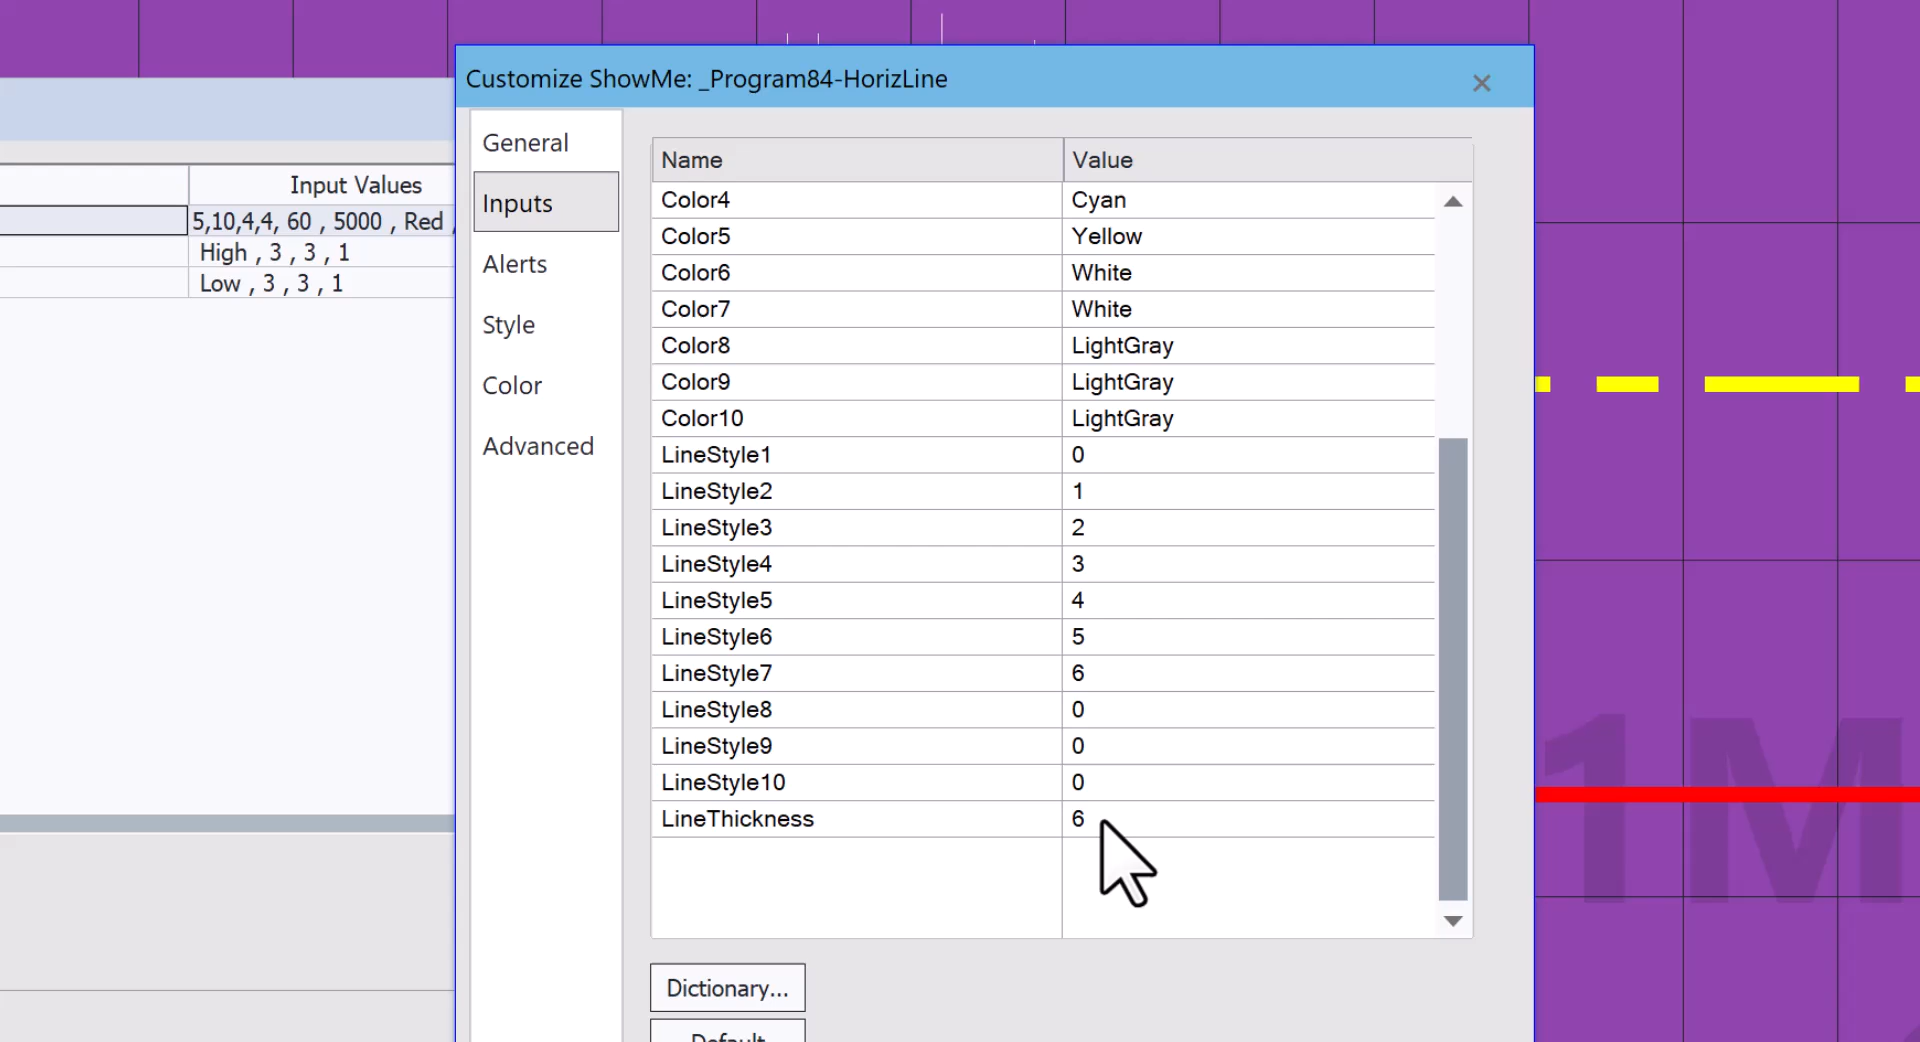 Customize ShowMe: _Program84-HorizLine
Input Values
5,10,4,4, 60 , 5000 , Red ,
High , 3 , 3 , 1
Low , 3 , 3 , 1
General
Inputs
Alerts
Style
Color
Advanced
Name Value
Color4 Cyan
Color5 Yellow
Color6 White
Color7 White
Color8 LightGray
Color9 LightGray
Color10 LightGray
LineStyle1 0
LineStyle2 1
LineStyle3 2
LineStyle4 3
LineStyle5 4
LineStyle6 5
LineStyle7 6
LineStyle8 0
LineStyle9 0
LineStyle10 0
LineThickness 6
Dictionary...
Default
1M